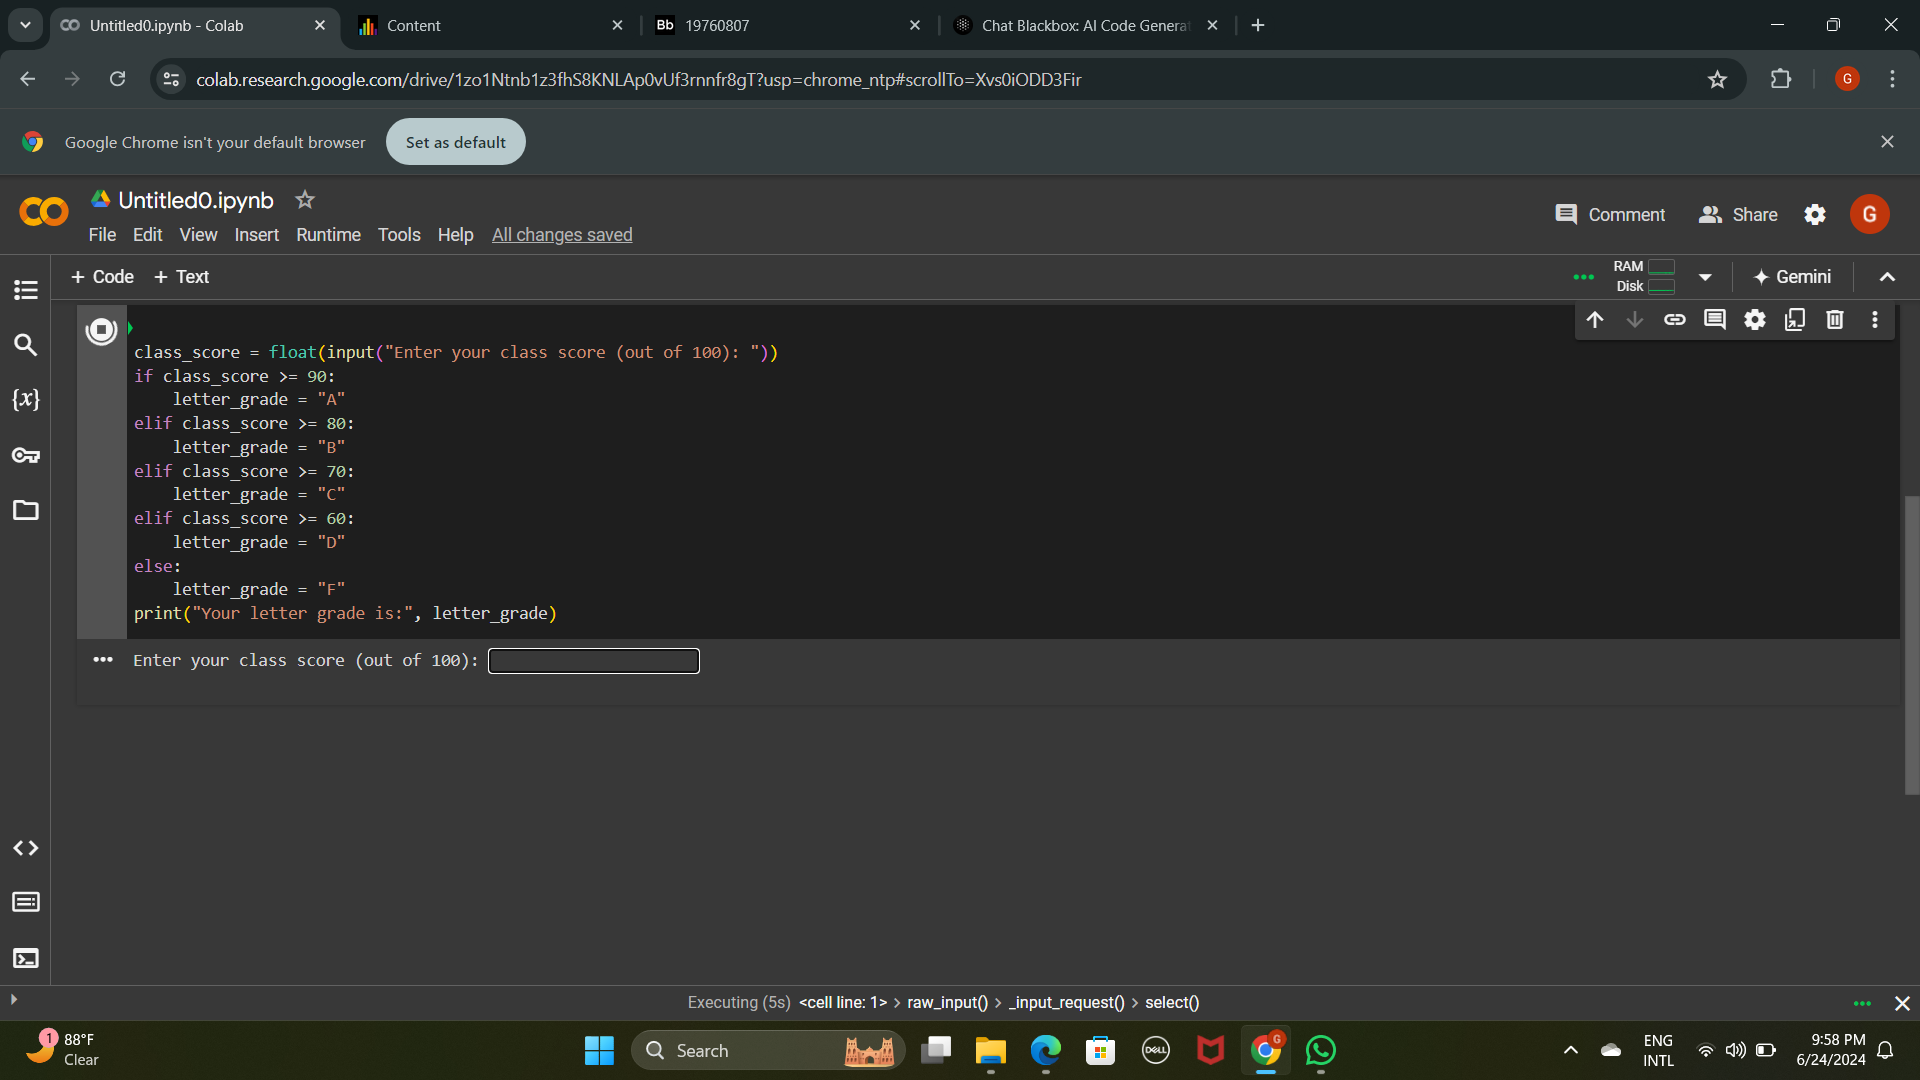 Untitled0.ipynb - Colab
Content
Bb 19760807
Chat Blackbox: AI Code Genera
colab.research.google.com/drive/1zo1Ntnb1z3fhS8KNLAp0vUf3rnnfr8gT?usp=chrome_ntp#scrollTo=Xvs0iODD3Fir
G
Google Chrome isn't your default browser
Set as default
Untitled0.ipynb
Comment
Share
G
File Edit View Insert Runtime Tools Help All changes saved
+ Code + Text
RAM
Disk
Gemini
{x}
class_score = float(input("Enter your class score (out of 100): "))
if class_score >= 90:
    letter_grade = "A"
elif class_score >= 80:
    letter_grade = "B"
elif class_score >= 70:
    letter_grade = "C"
elif class_score >= 60:
    letter_grade = "D"
else:
    letter_grade = "F"
print("Your letter grade is:", letter_grade)
Enter your class score (out of 100):
Executing (5s) <cell line: 1> > raw_input() > _input_request() > select()
1
88°F
Clear
Search
DELL
G
ENG
INTL
9:58 PM
6/24/2024